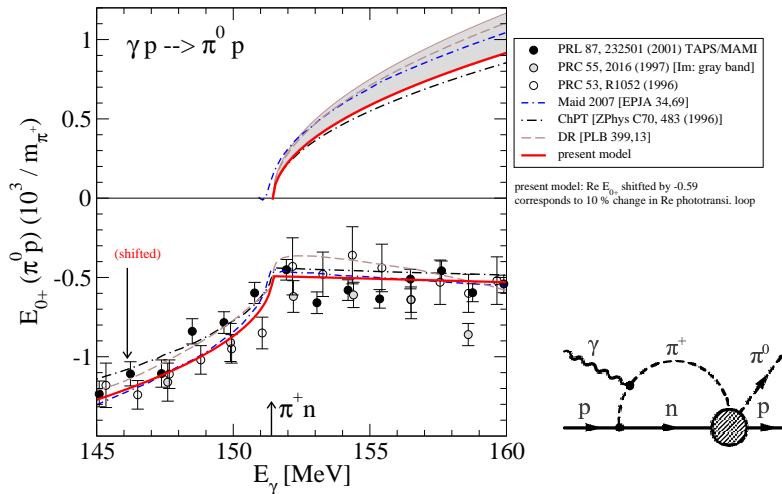 γ p --> π⁰ p
E₀₊ (π⁰p) (10³ / m_π⁺)
1
0.5
0
-0.5
-1
(shifted)
π⁺n
145
150
155
160
E_γ [MeV]
PRL 87, 232501 (2001) TAPS/MAMI
PRC 55, 2016 (1997) [Im: gray band]
PRC 53, R1052 (1996)
Maid 2007 [EPJA 34,69]
ChPT [ZPhys C70, 483 (1996)]
DR [PLB 399,13]
present model
present model: Re E₀₊ shitfted by -0.59
corresponds to 10 % change in Re phototransi. loop
γ
π⁺
π⁰
p
n
p